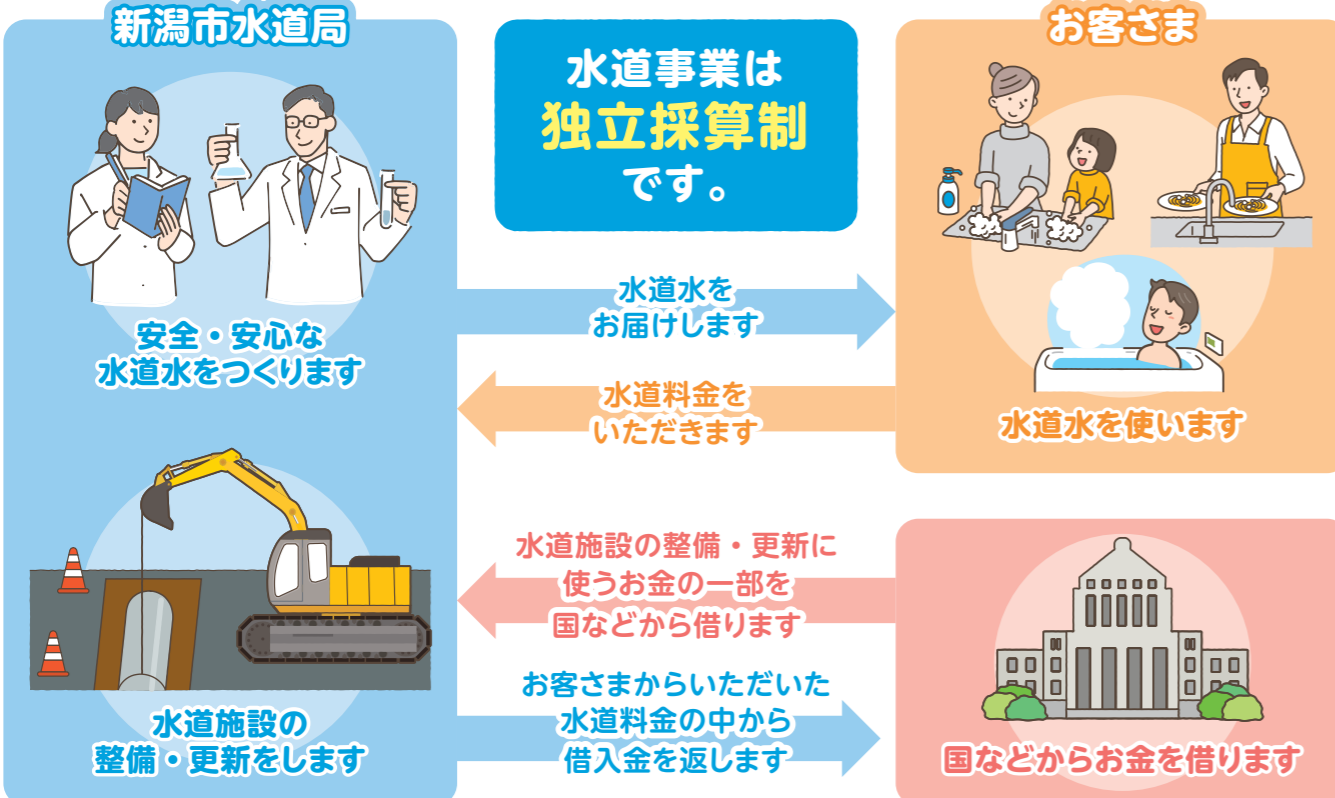 新潟市水道局
安全・安心な
水道水をつくります
水道施設の
整備・更新をします
水道事業は
独立採算制
です。
水道水を
お届けします
水道料金を
いただきます
水道施設の整備・更新に
使うお金の一部を
国などから借ります
お客さまからいただいた
水道料金の中から
借入金を返します
お客さま
水道水を使います
国などからお金を借ります